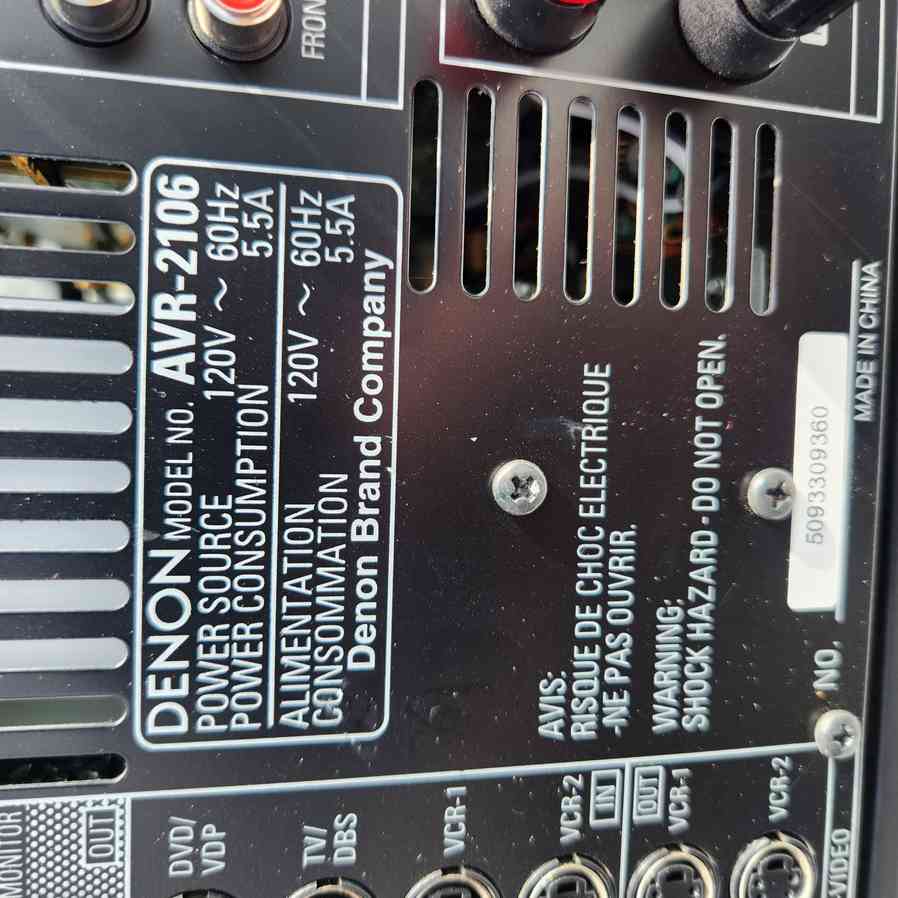 FRON
DENON MODEL NO. AVR-2106
POWER SOURCE 120V ~ 60Hz
POWER CONSUMPTION 5.5A
ALIMENTATION 120V ~ 60Hz
CONSOMMATION 5.5A
Denon Brand Company
AVIS:
RISQUE DE CHOC ELECTRIQUE
-NE PAS OUVRIR.
WARNING:
SHOCK HAZARD-DO NOT OPEN.
NO. 5093309360
MADE IN CHINA
MONITOR
OUT
DVD/
VDP
TV/
DBS
VCR-1
VCR-2
IN
OUT
VCR-1
VCR-2
VIDEO